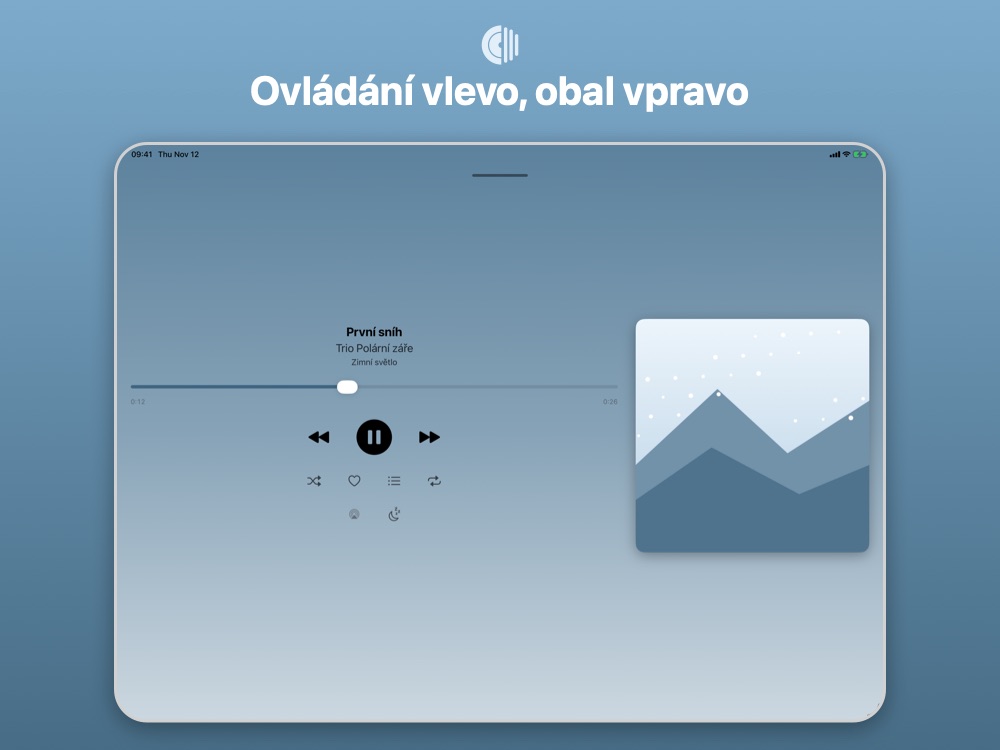 Ovládání vlevo, obal vpravo
09:41 Thu Nov 12
První sníh
Trio Polární záře
Zimní světlo
0:13 0:26